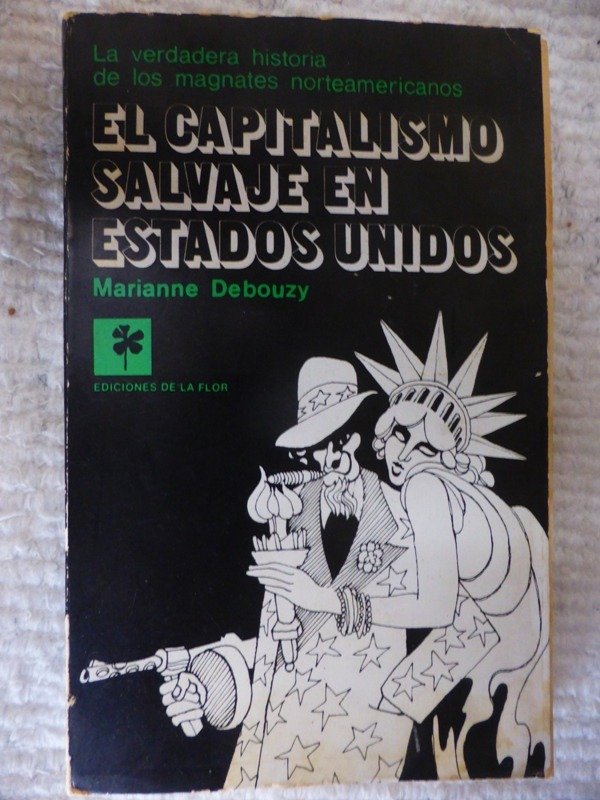 La verdadera historia
de los magnates norteamericanos
EL CAPITALISMO
SALVAJE EN
ESTADOS UNIDOS
Marianne Debouzy
EDICIONES DE LA FLOR